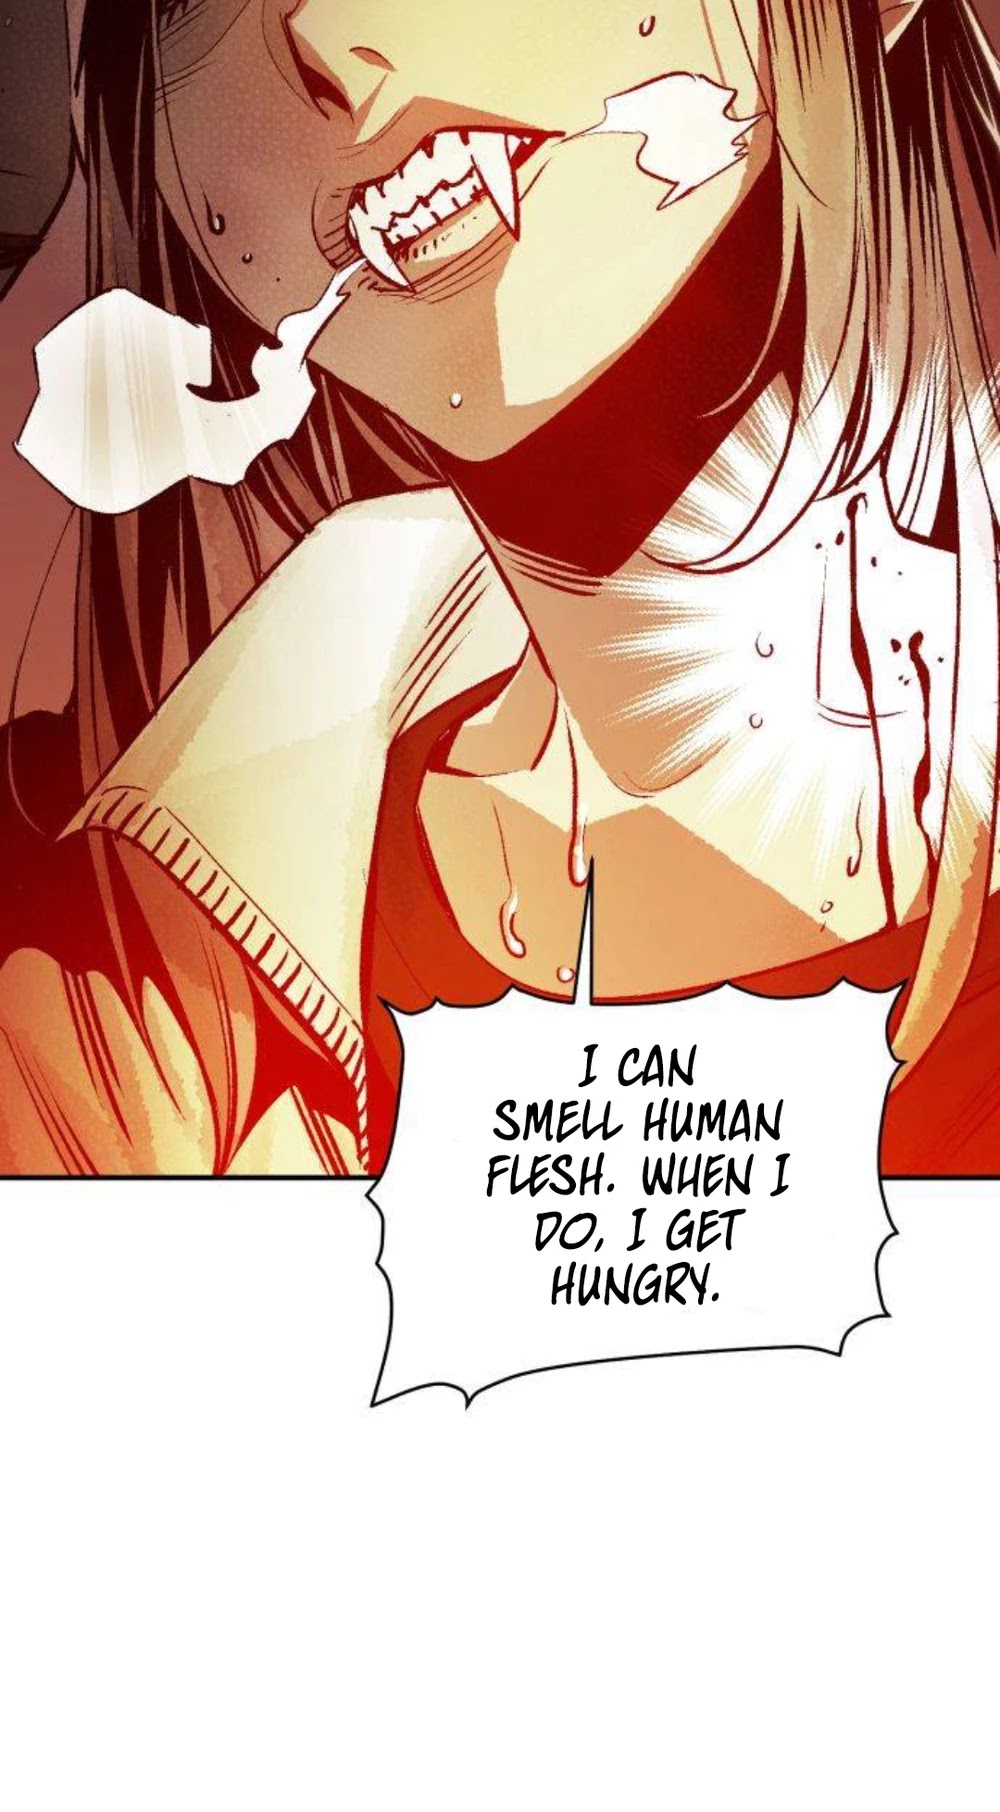 I CAN
SMELL HUMAN
FLESH. WHEN I
DO, I GET
HUNGRY.